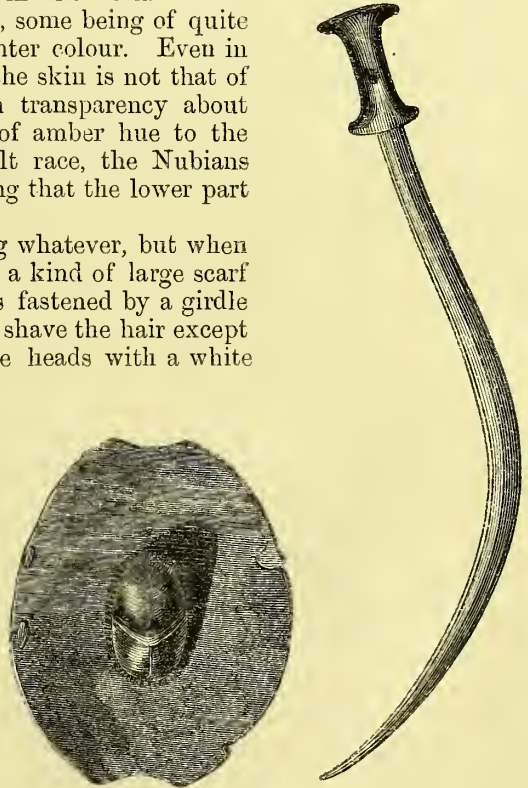 , some being of quite
nter colour. Even in
the skin is not that of
transparency about
of amber hue to the
lt race, the Nubians
ng that the lower part
g whatever, but when
a kind of large scarf
s fastened by a girdle
shave the hair except
e heads with a white